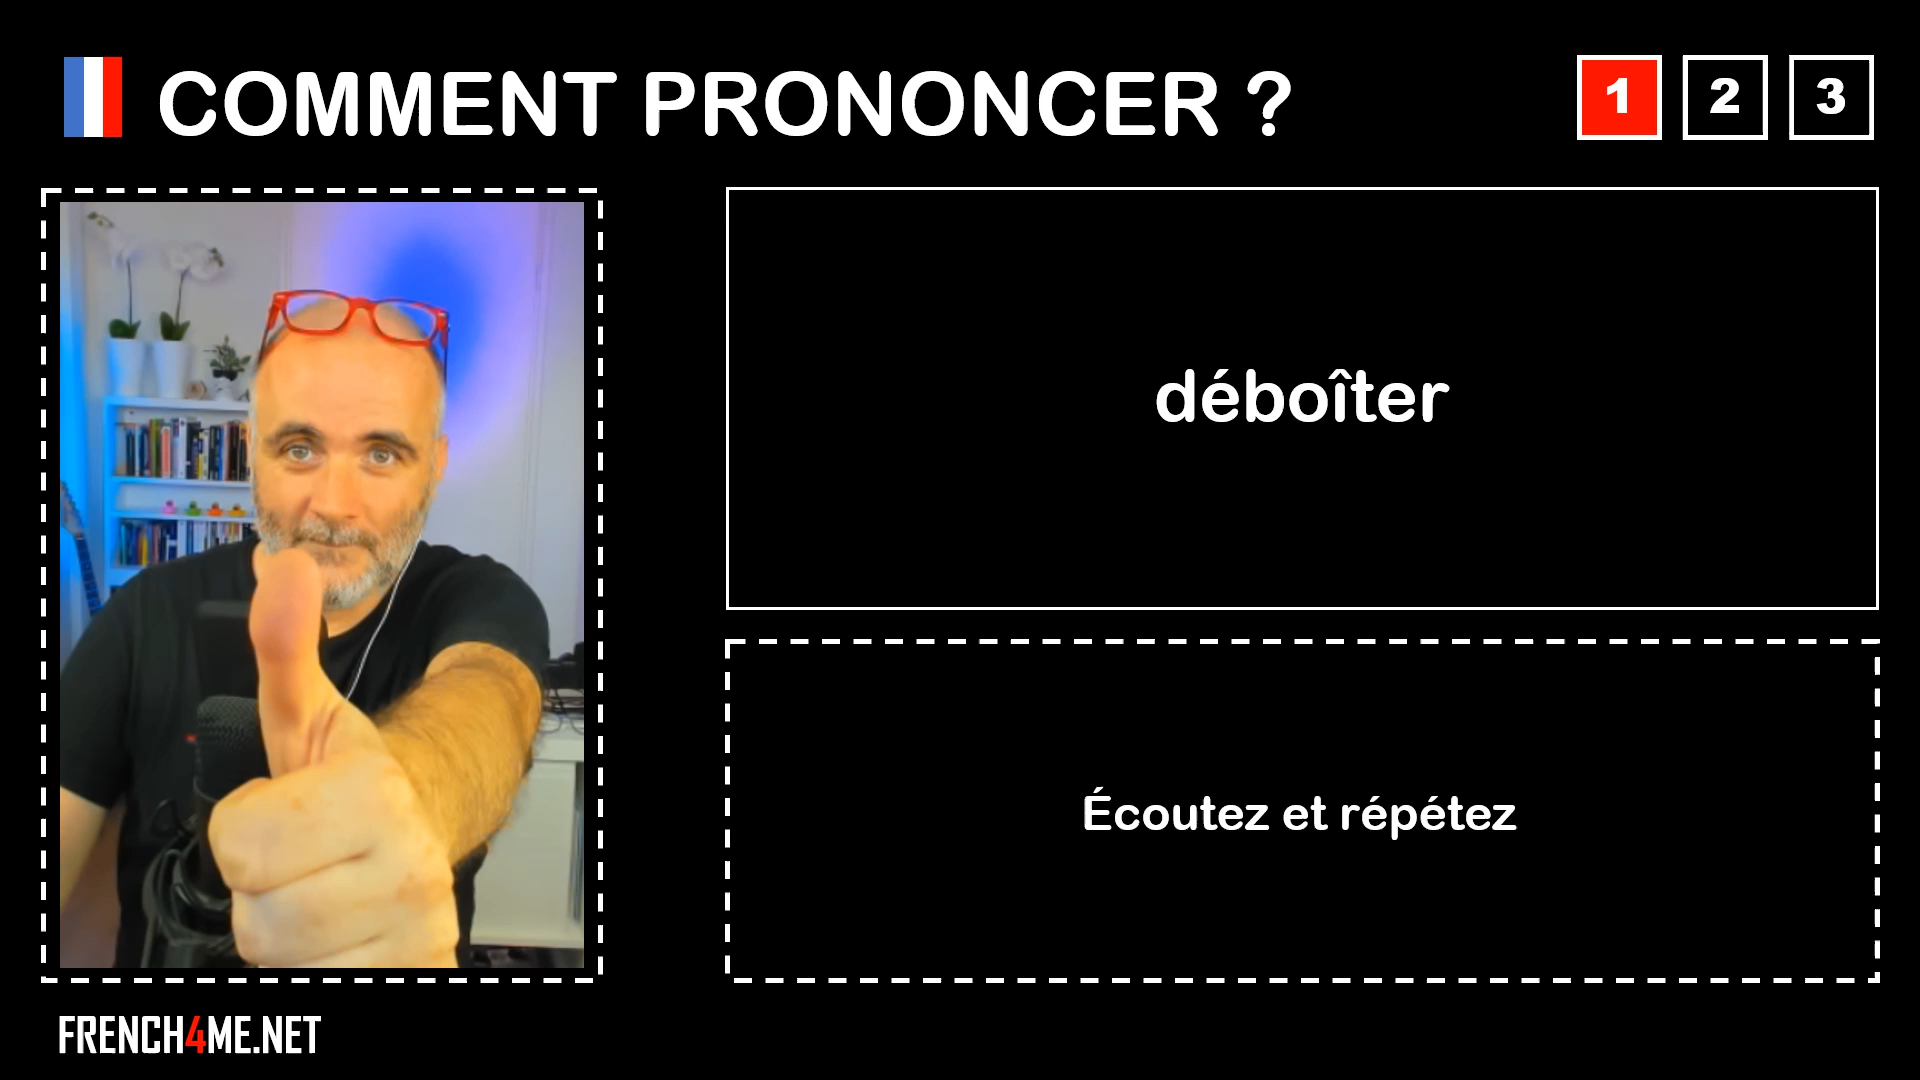 COMMENT PRONONCER ?
1 2 3
déboîter
Écoutez et répétez
FRENCH4ME.NET